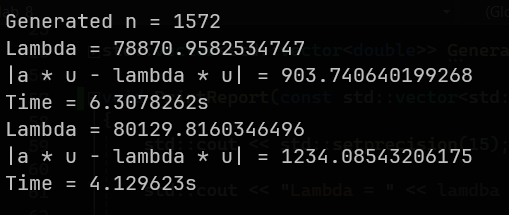 Generated n = 1572
Lambda = 78870.9582534747
|a * u - lambda * u| = 903.740640199268
Time = 6.3078262s
Lambda = 80129.8160346496
|a * u - lambda * u| = 1234.08543206175
Time = 4.129623s